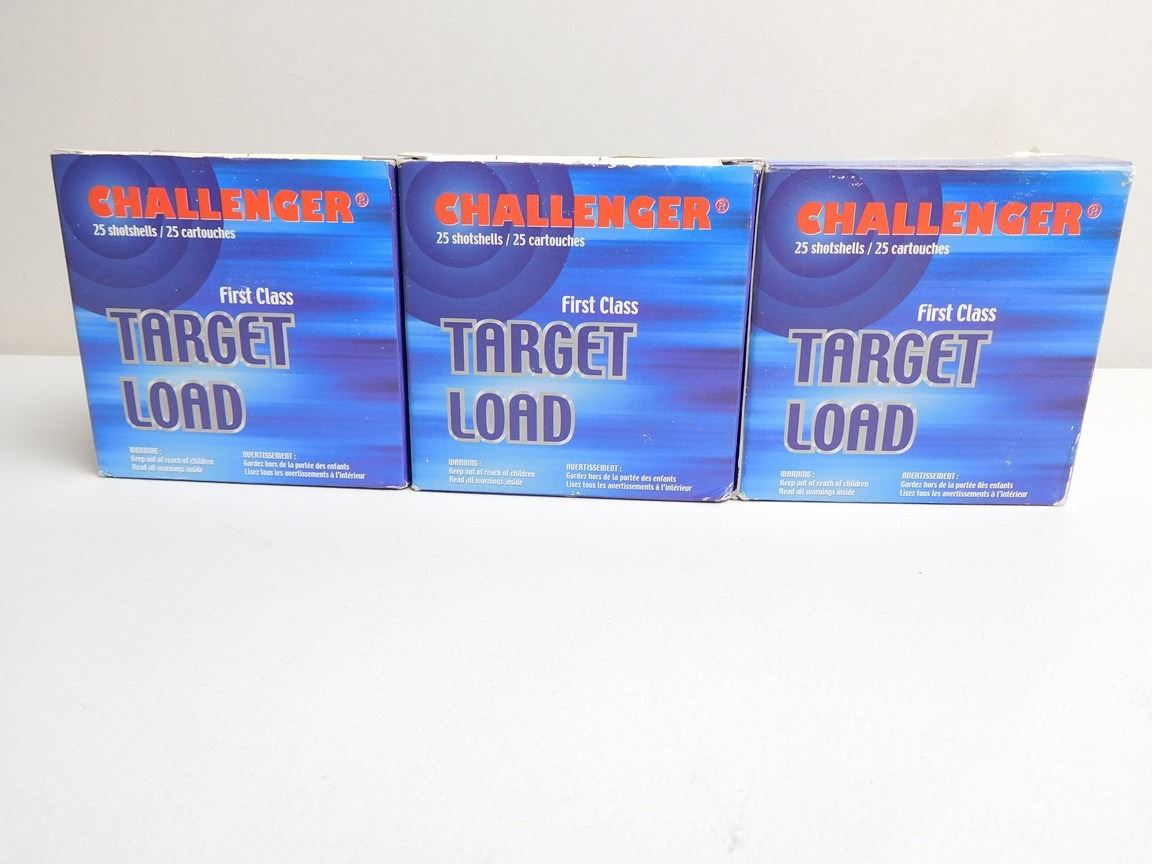 CHALLENGER®
25 shotshells / 25 cartouches
First Class
TARGET
LOAD
WARNING :
Keep out of reach of children
Read all warnings inside
AVERTISSEMENT :
Gardez hors de la portée des enfants
Lisez tous les avertissements à l'intérieur
CHALLENGER®
25 shotshells / 25 cartouches
First Class
TARGET
LOAD
WARNING :
Keep out of reach of children
Read all warnings inside
AVERTISSEMENT :
Gardez hors de la portée des enfants
Lisez tous les avertissements à l'intérieur
CHALLENGER®
25 shotshells / 25 cartouches
First Class
TARGET
LOAD
WARNING :
Keep out of reach of children
Read all warnings inside
AVERTISSEMENT :
Gardez hors de la portée des enfants
Lisez tous les avertissements à l'intérieur